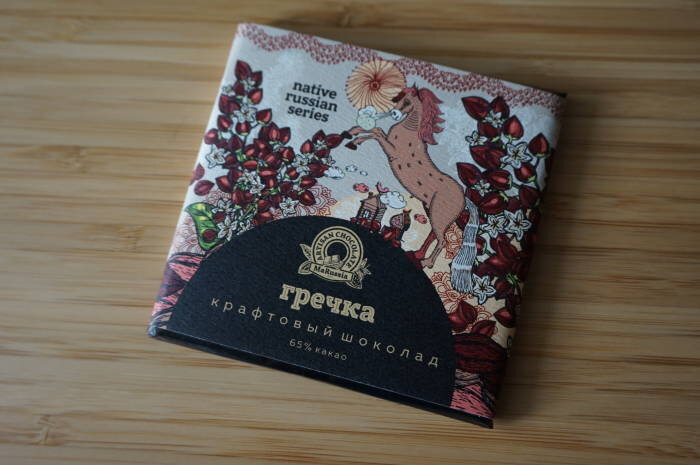 native
russian
series
ARTISAN CHOCOLATE
MaRussia
гречка
крафтовый шоколад
65% какао